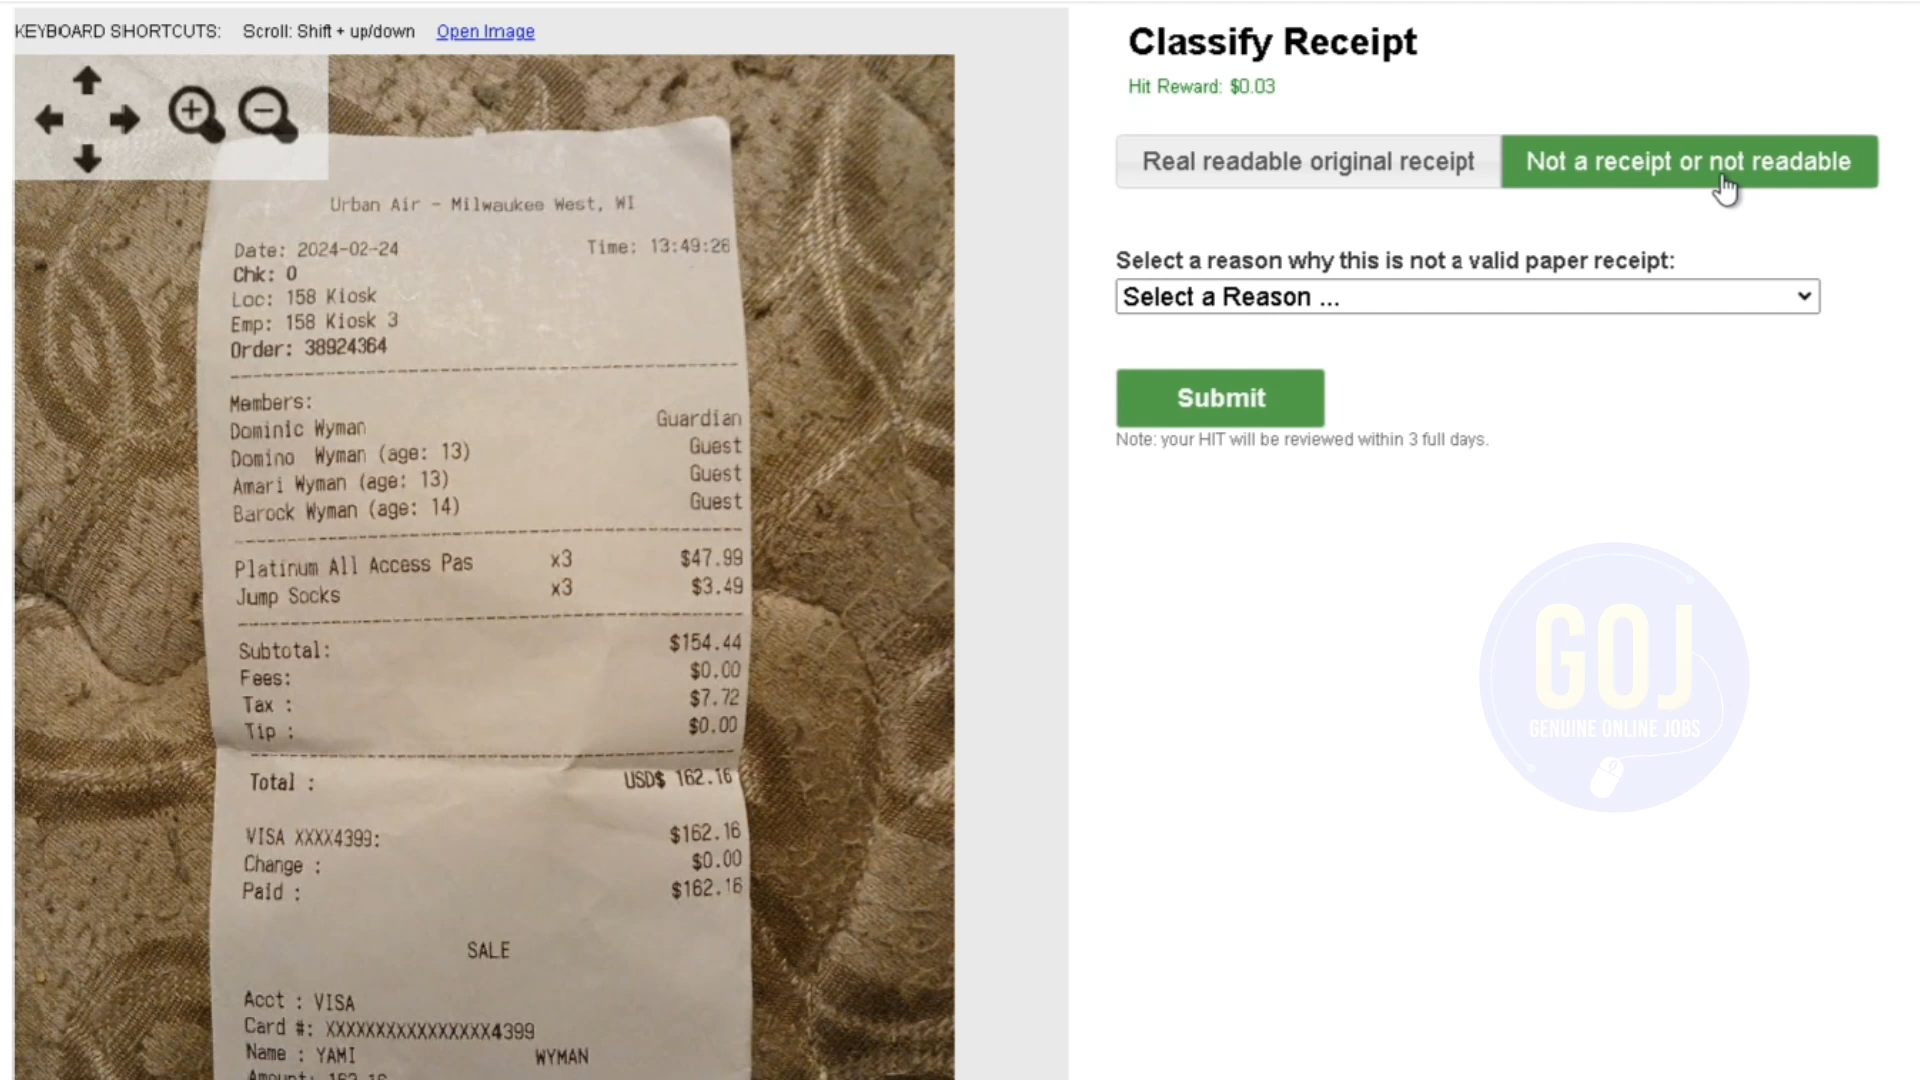 KEYBOARD SHORTCUTS: Scroll: Shift + up/down Open Image
Urban Air - Milwaukee West, WI
Date: 2024-02-24 Time: 13:49:26
Chk: 0
Loc: 158 Kiosk
Emp: 158 Kiosk 3
Order: 38924364
Members:
Dominic Wyman Guardian
Domino Wyman (age: 13) Guest
Amari Wyman (age: 13) Guest
Barock Wyman (age: 14) Guest
Platinum All Access Pas x3 $47.99
Jump Socks x3 $3.49
Subtotal: $154.44
Fees: $0.00
Tax : $7.72
Tip : $0.00
Total : USD$ 162.16
VISA XXXX4399: $162.16
Change : $0.00
Paid : $162.16
SALE
Acct : VISA
Card #: XXXXXXXXXXXXXXXX4399
Name : YAMI WYMAN
Amount: 162.16
Classify Receipt
Hit Reward: $0.03
Real readable original receipt
Not a receipt or not readable
Select a reason why this is not a valid paper receipt:
Select a Reason ...
Submit
Note: your HIT will be reviewed within 3 full days.
GOJ
GENUINE ONLINE JOBS